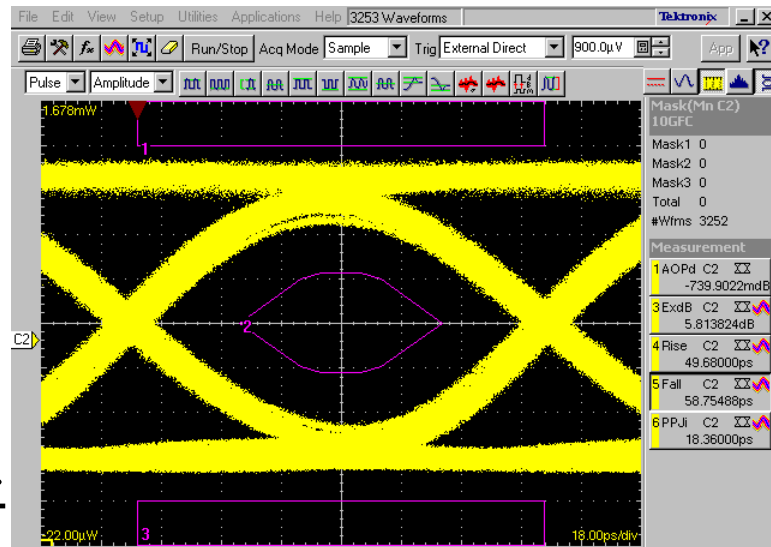 File Edit View Setup Utilities Applications Help 3253 Waveforms Tektronix
Run/Stop Acq Mode Sample Trig External Direct 900.0µV App
Pulse Amplitude
1.678mW
1
2
3
C2
-22.00µW
18.00ps/div
Mask(Mn C2)
10GFC
Mask1 0
Mask2 0
Mask3 0
Total 0
#Wfms 3252
Measurement
1 AOPd C2
-739.9022mdB
3 ExdB C2
5.813824dB
4 Rise C2
49.68000ps
5 Fall C2
58.75488ps
6 PPJi C2
18.36000ps